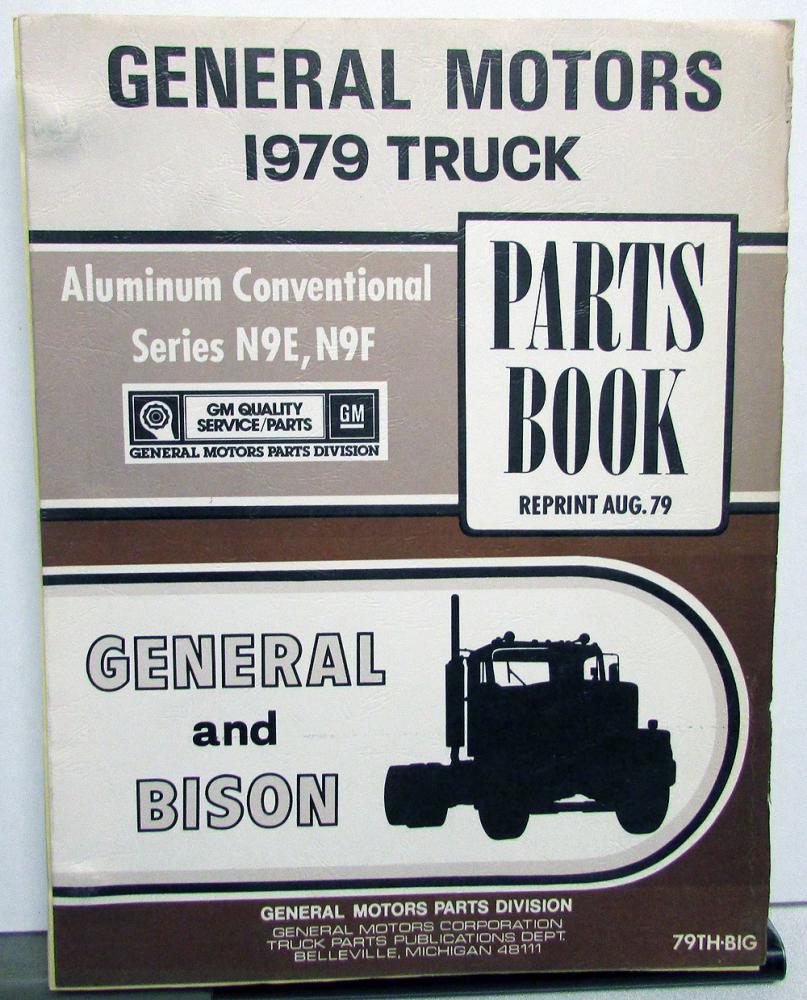 GENERAL MOTORS
1979 TRUCK
Aluminum Conventional
Series N9E, N9F
GM QUALITY
SERVICE/PARTS
GM
GENERAL MOTORS PARTS DIVISION
PARTS
BOOK
REPRINT AUG. 79
GENERAL
and
BISON
GENERAL MOTORS PARTS DIVISION
GENERAL MOTORS CORPORATION
TRUCK PARTS PUBLICATIONS DEPT.
BELLEVILLE, MICHIGAN 48111
79TH·BIG